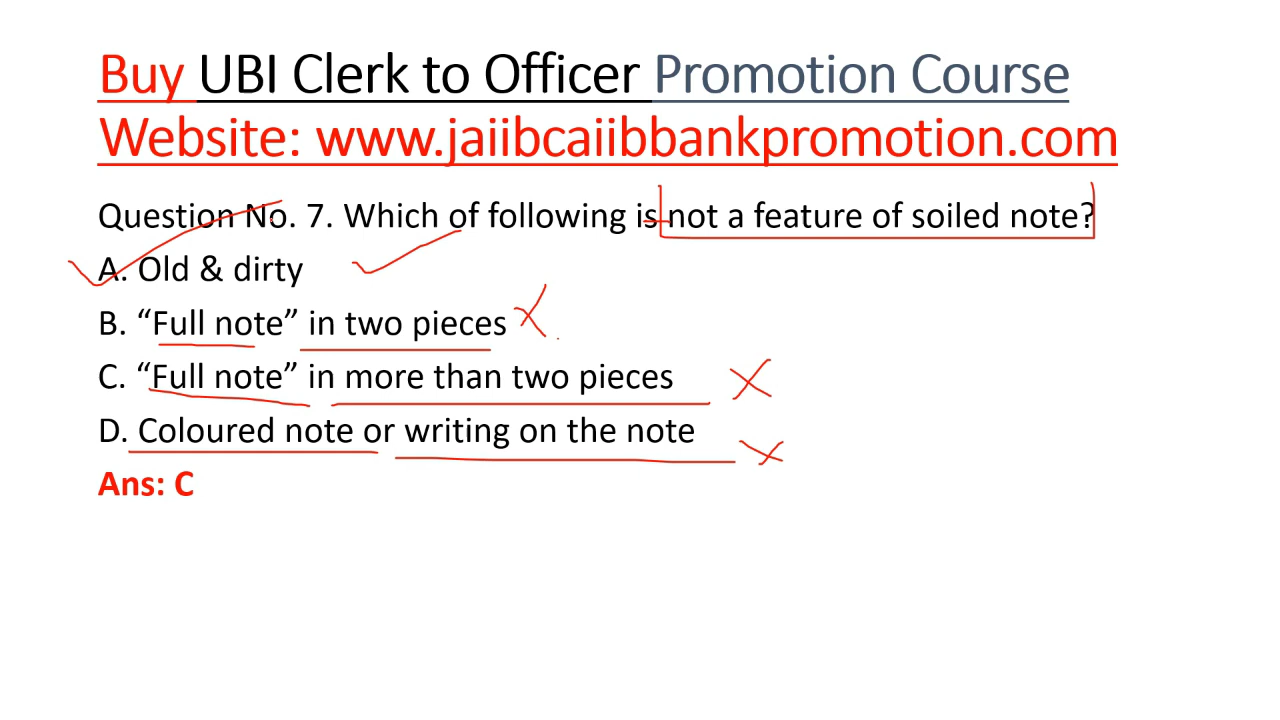 Buy UBI Clerk to Officer Promotion Course
Website: www.jaiibcaiibbankpromotion.com
Question No. 7. Which of following is not a feature of soiled note?
A. Old & dirty
B. “Full note” in two pieces
C. “Full note” in more than two pieces
D. Coloured note or writing on the note
Ans: C